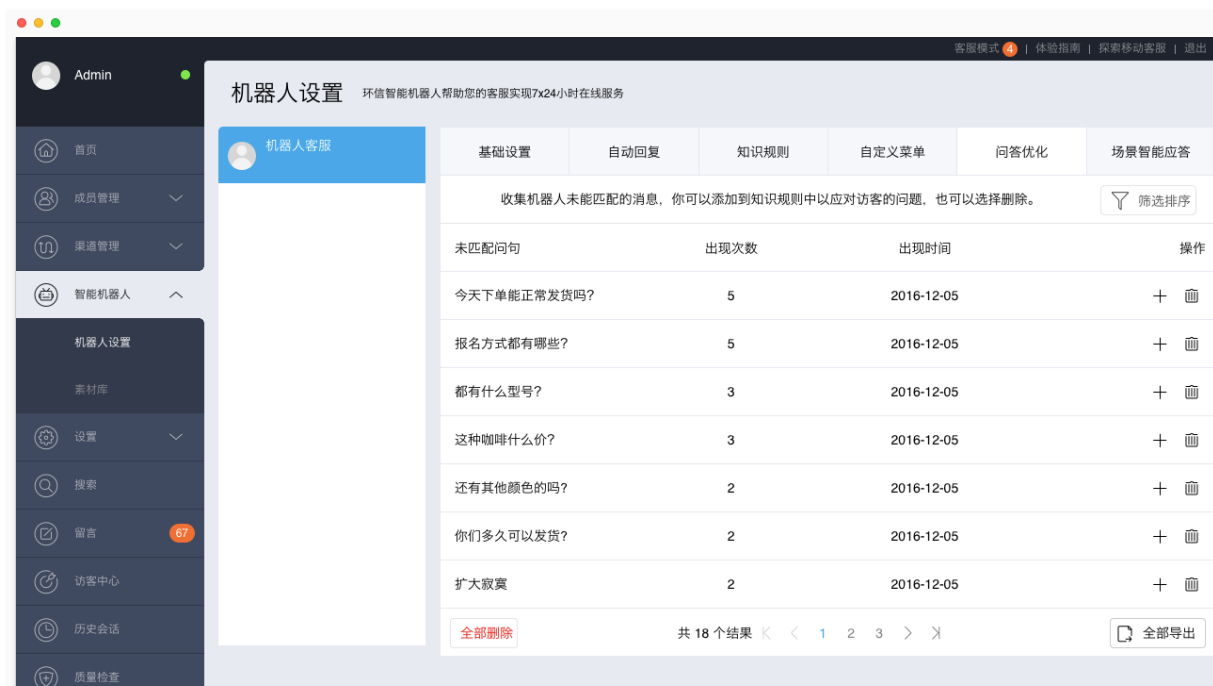 客服模式 4 | 体验指南 | 探索移动客服 | 退出
Admin
机器人设置 环信智能机器人帮助您的客服实现7x24小时在线服务
首页
成员管理
渠道管理
智能机器人
机器人设置
素材库
设置
搜索
留言 67
访客中心
历史会话
质量检查
机器人客服
基础设置 自动回复 知识规则 自定义菜单 问答优化 场景智能应答
收集机器人未能匹配的消息，你可以添加到知识规则中以应对访客的问题，也可以选择删除。 筛选排序
未匹配问句 出现次数 出现时间 操作
今天下单能正常发货吗? 5 2016-12-05
报名方式都有哪些? 5 2016-12-05
都有什么型号? 3 2016-12-05
这种咖啡什么价? 3 2016-12-05
还有其他颜色的吗? 2 2016-12-05
你们多久可以发货? 2 2016-12-05
扩大寂寞 2 2016-12-05
全部删除 共 18 个结果 1 2 3 全部导出